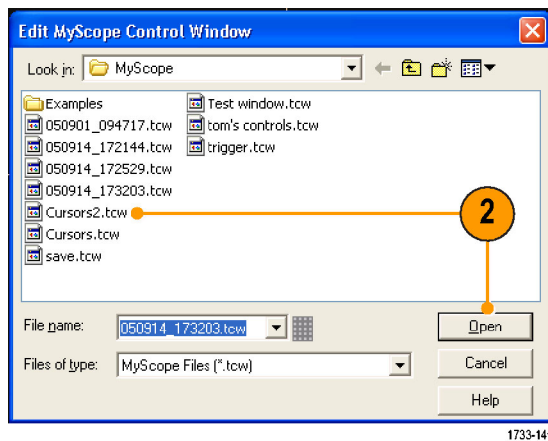 Edit MyScope Control Window
Look in: MyScope
Examples
050901_094717.tcw
050914_172144.tcw
050914_172529.tcw
050914_173203.tcw
Cursors2.tcw
Cursors.tcw
save.tcw
Test window.tcw
tom's controls.tcw
trigger.tcw
2
File name: 050914_173203.tcw Open
Files of type: MyScope Files (*.tcw) Cancel
Help
1733-14